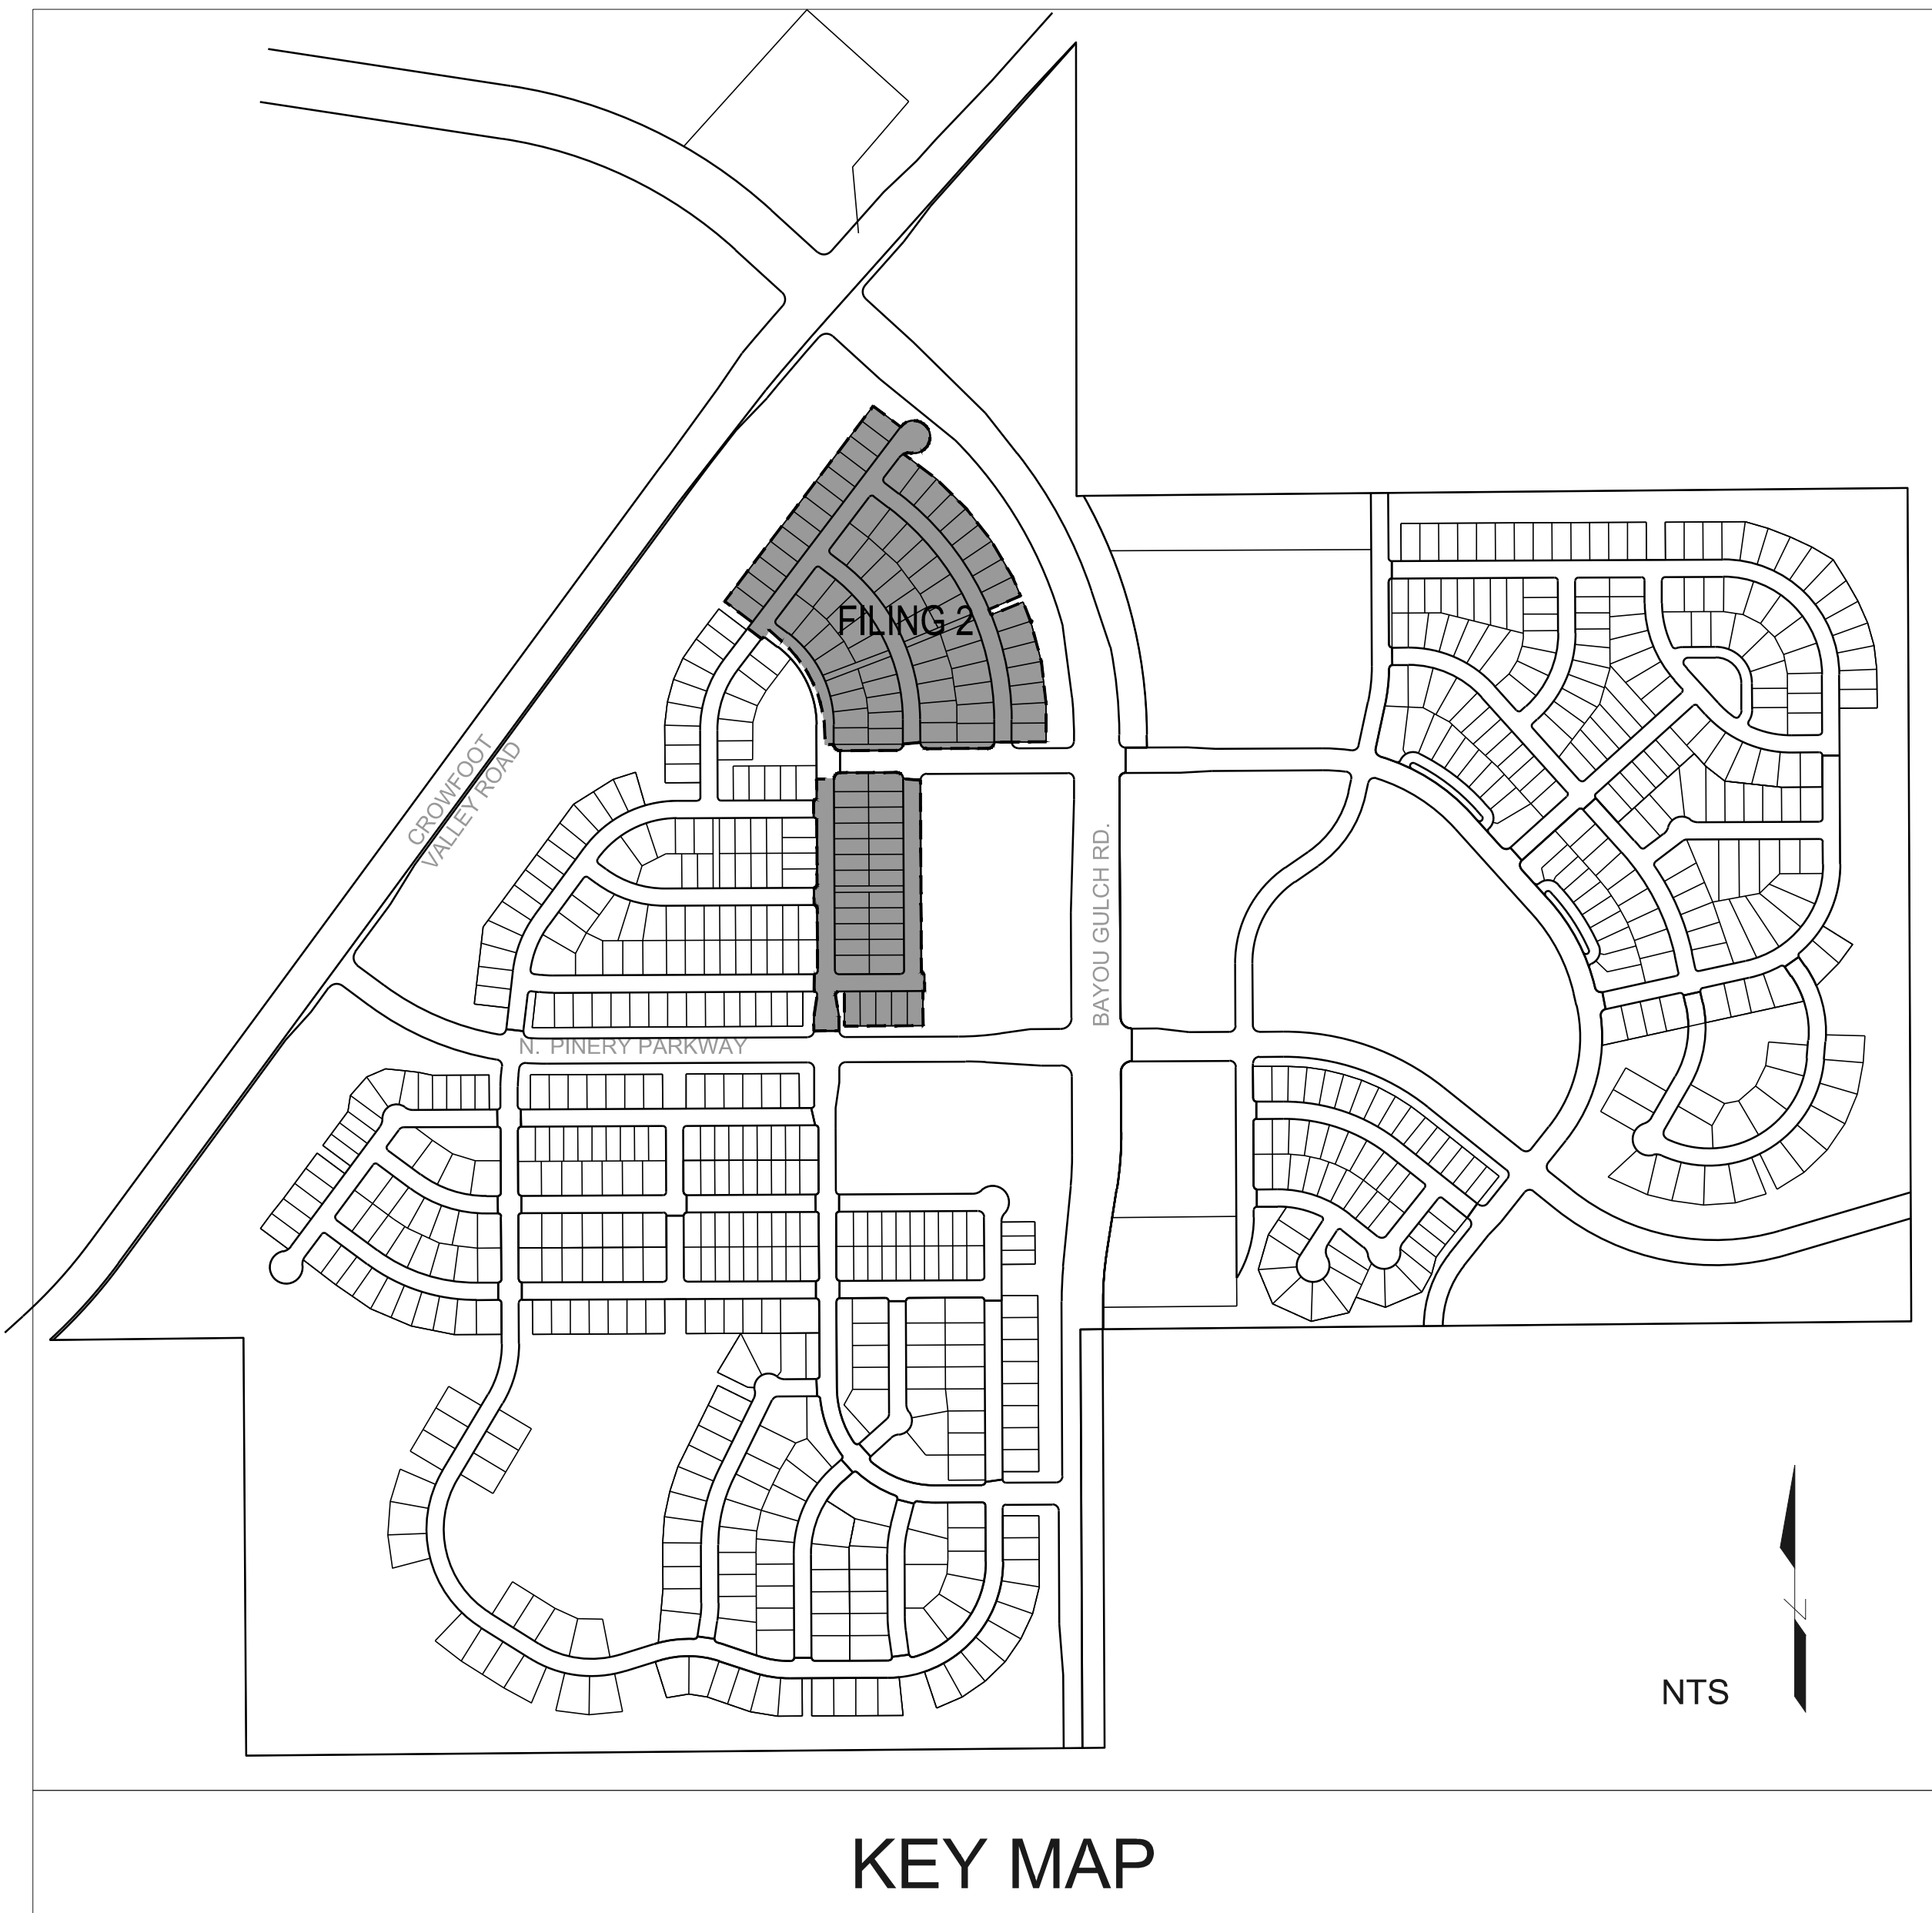 FILING 2
CROWFOOT
VALLEY ROAD
BAYOU GULCH RD.
N. PINERY PARKWAY
NTS
KEY MAP